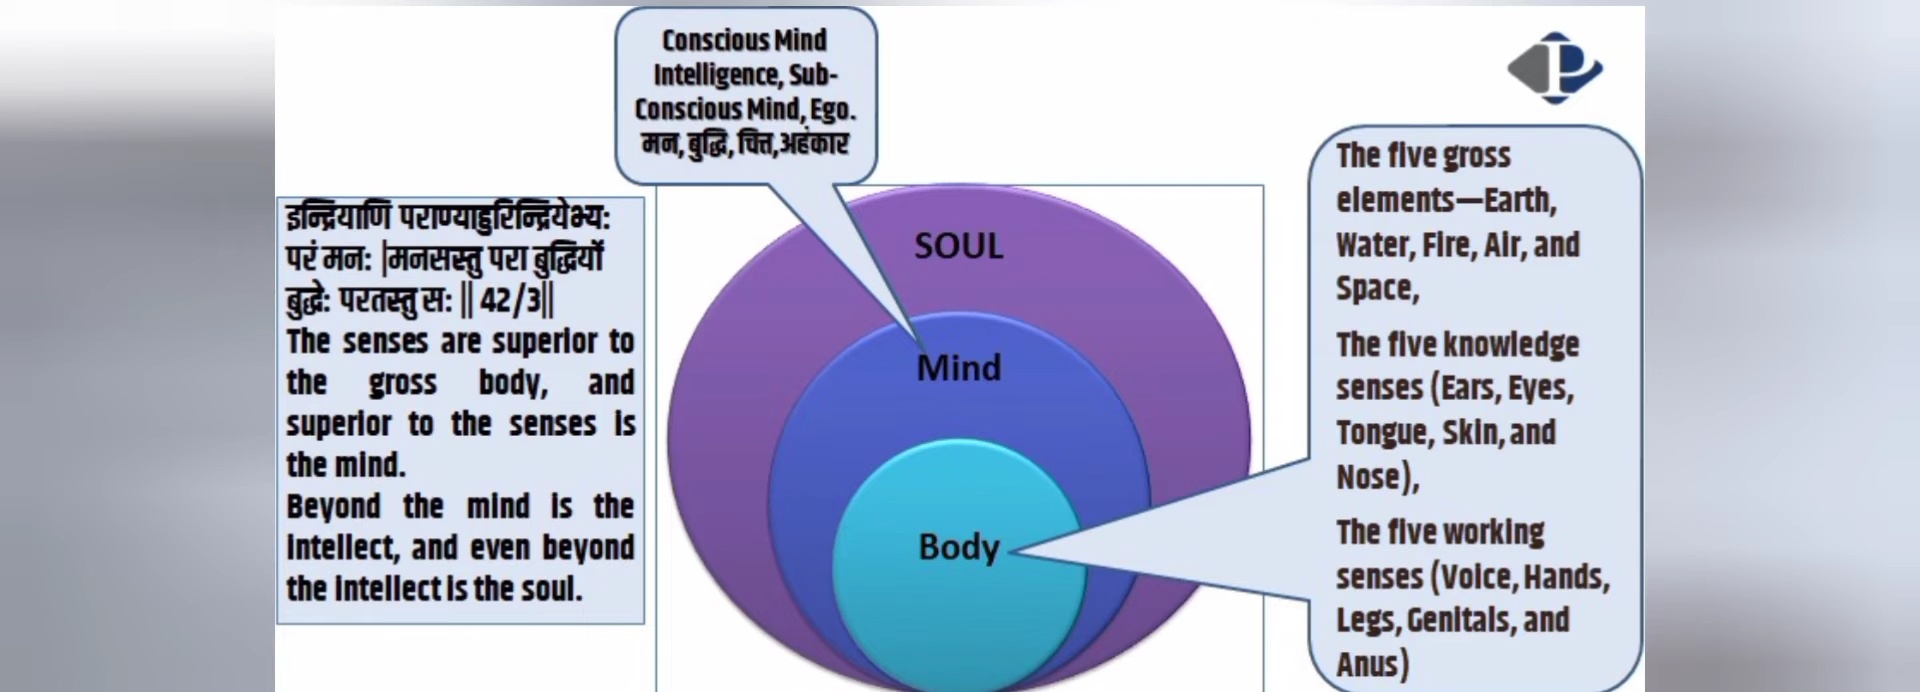 Conscious Mind
Intelligence, Sub-
Conscious Mind, Ego.
मन, बुद्धि, चित्त,अहंकार
P
इन्द्रियाणि पराण्याहुरिन्द्रियेभ्य:
परं मन: |मनसस्तु परा बुद्धिर्यो
बुद्धे: परतस्तु स: || 42/3||
The senses are superior to
the gross body, and
superior to the senses is
the mind.
Beyond the mind is the
intellect, and even beyond
the intellect is the soul.
SOUL
Mind
Body
The five gross
elements—Earth,
Water, Fire, Air, and
Space,
The five knowledge
senses (Ears, Eyes,
Tongue, Skin, and
Nose),
The five working
senses (Voice, Hands,
Legs, Genitals, and
Anus)